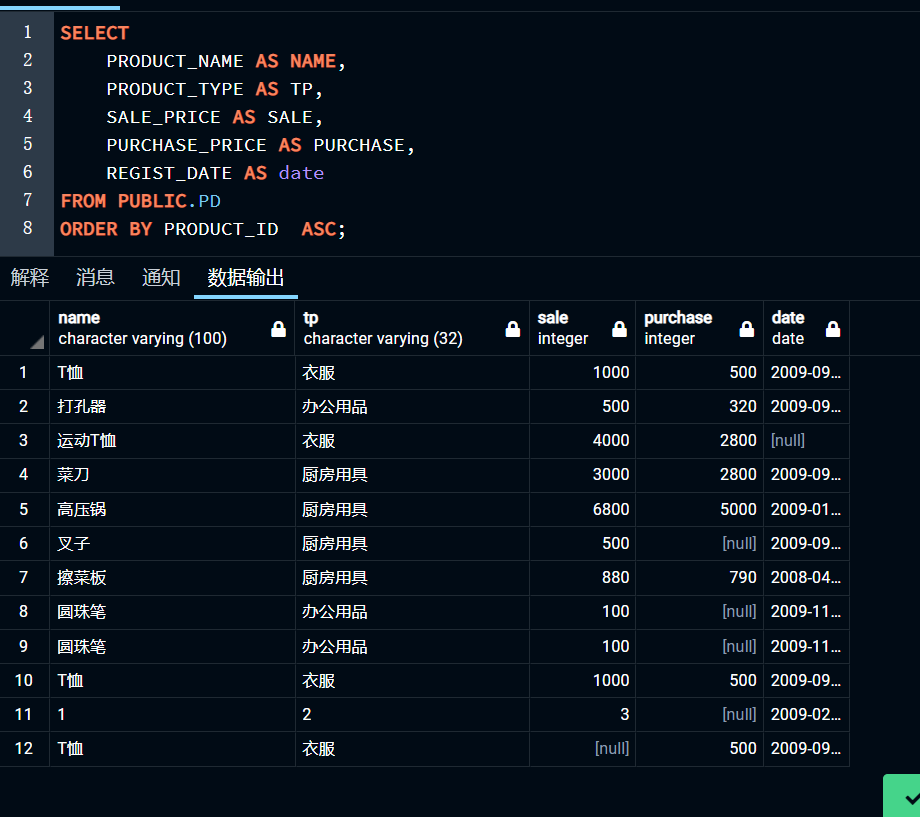 1 SELECT
2 PRODUCT_NAME AS NAME,
3 PRODUCT_TYPE AS TP,
4 SALE_PRICE AS SALE,
5 PURCHASE_PRICE AS PURCHASE,
6 REGIST_DATE AS date
7 FROM PUBLIC.PD
8 ORDER BY PRODUCT_ID ASC;
解释 消息 通知 数据输出
name tp sale purchase date
character varying (100) character varying (32) integer integer date
1 T恤 衣服 1000 500 2009-09...
2 打孔器 办公用品 500 320 2009-09...
3 运动T恤 衣服 4000 2800 [null]
4 菜刀 厨房用具 3000 2800 2009-09...
5 高压锅 厨房用具 6800 5000 2009-01...
6 叉子 厨房用具 500 [null] 2009-09...
7 擦菜板 厨房用具 880 790 2008-04...
8 圆珠笔 办公用品 100 [null] 2009-11...
9 圆珠笔 办公用品 100 [null] 2009-11...
10 T恤 衣服 1000 500 2009-09...
11 1 2 3 [null] 2009-02...
12 T恤 衣服 [null] 500 2009-09...